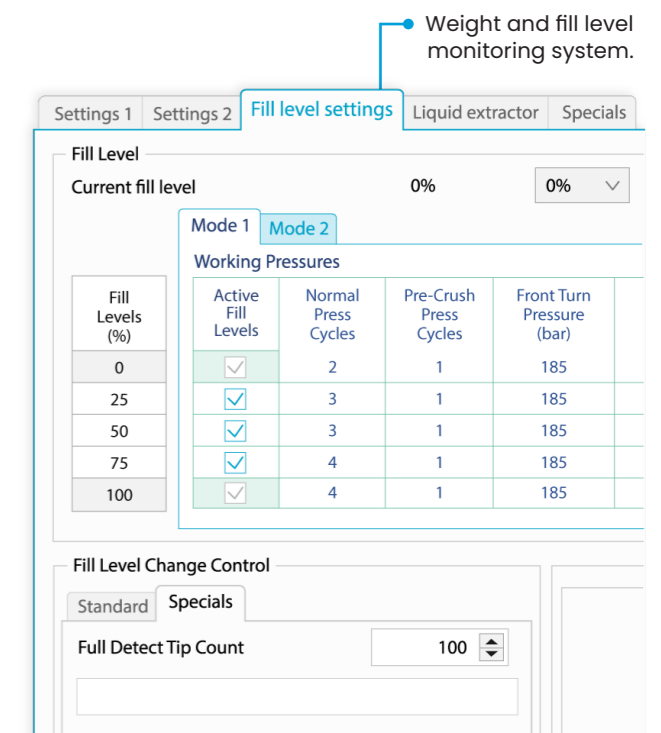 Weight and fill level
monitoring system.
Settings 1 Settings 2 Fill level settings Liquid extractor Specials
Fill Level
Current fill level 0% 0%
Mode 1 Mode 2
Working Pressures
Fill Levels (%) Active Fill Levels Normal Press Cycles Pre-Crush Press Cycles Front Turn Pressure (bar)
0 2 1 185
25 3 1 185
50 3 1 185
75 4 1 185
100 4 1 185
Fill Level Change Control
Standard Specials
Full Detect Tip Count 100